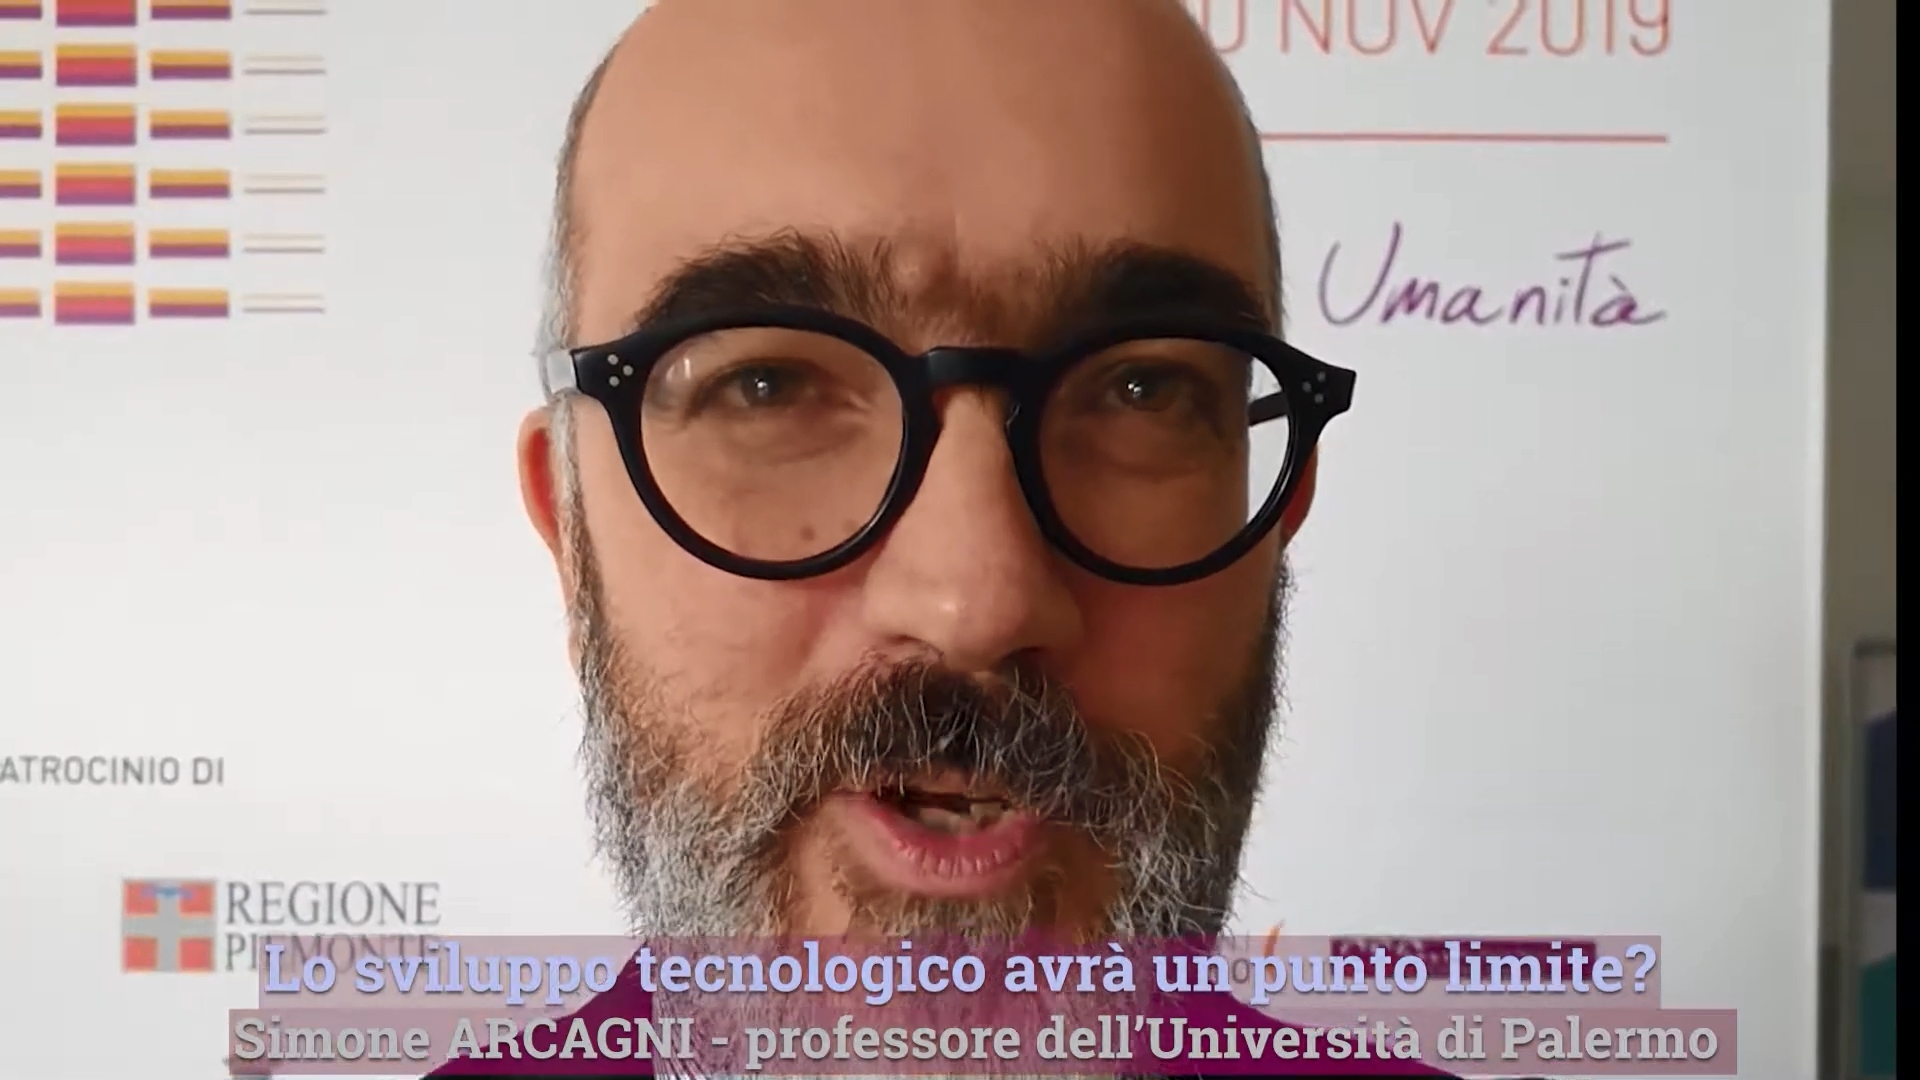 NOV 2019
Umanità
ATROCINIO DI
REGIONE
PIEMONTE
Lo sviluppo tecnologico avrà un punto limite?
Simone ARCAGNI - professore dell'Università di Palermo